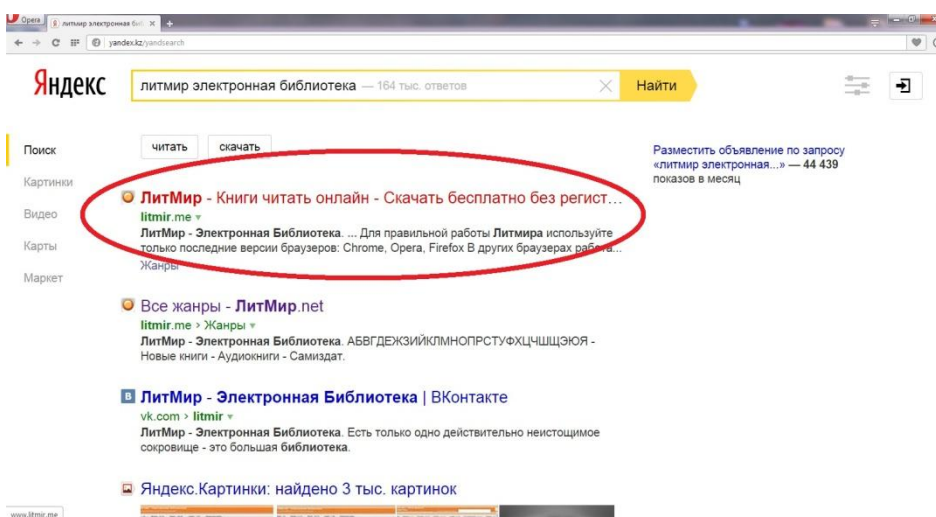 Opera
литмир электронная биб
yandex.kz/yandsearch
Яндекс
литмир электронная библиотека — 164 тыс. ответов
Найти
Поиск
Картинки
Видео
Карты
Маркет
читать
скачать
ЛитМир - Книги читать онлайн - Скачать бесплатно без регист...
litmir.me
ЛитМир - Электронная Библиотека. ... Для правильной работы Литмира используйте
только последние версии браузеров: Chrome, Opera, Firefox В других браузерах работа...
Жанры
Все жанры - ЛитМир.net
litmir.me › Жанры
ЛитМир - Электронная Библиотека. АБВГДЕЖЗИЙКЛМНОПРСТУФХЦЧШЩЭЮЯ -
Новые книги - Аудиокниги - Самиздат.
ЛитМир - Электронная Библиотека | ВКонтакте
vk.com › litmir
ЛитМир - Электронная Библиотека. Есть только одно действительно неистощимое
сокровище - это большая библиотека.
Яндекс.Картинки: найдено 3 тыс. картинок
Разместить объявление по запросу
«литмир электронная...» — 44 439
показов в месяц
www.litmir.me